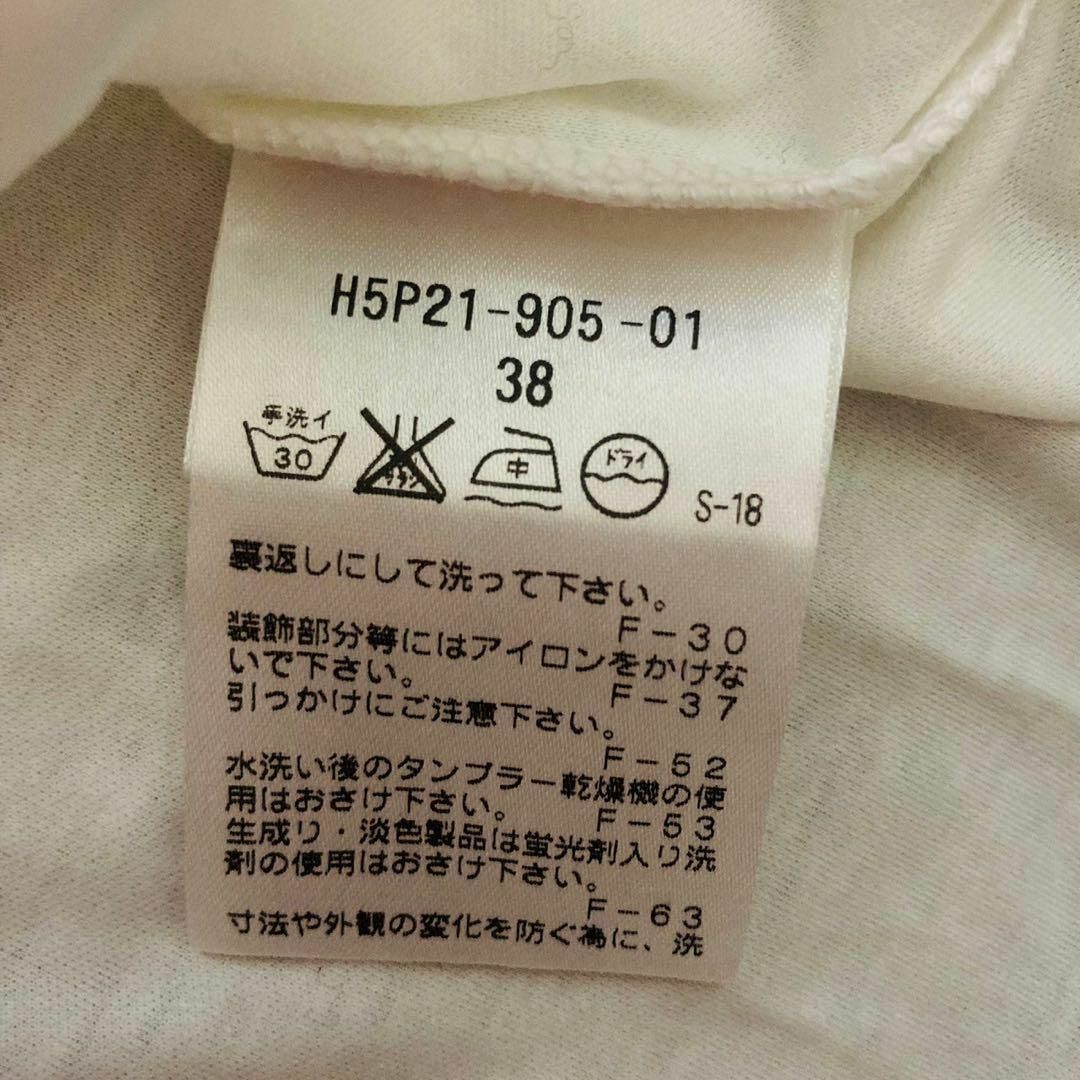 H5P21-905-01
38
手洗イ
30
中
ドライ
S-18
裏返しにして洗って下さい。
F-30
装飾部分等にはアイロンをかけな
いで下さい。
F-37
引っかけにご注意下さい。
F-52
水洗い後のタンブラー乾燥機の使
用はおさけ下さい。
F-53
生成り・淡色製品は蛍光剤入り洗
剤の使用はおさけ下さい。
F-63
寸法や外観の変化を防ぐ為に、洗